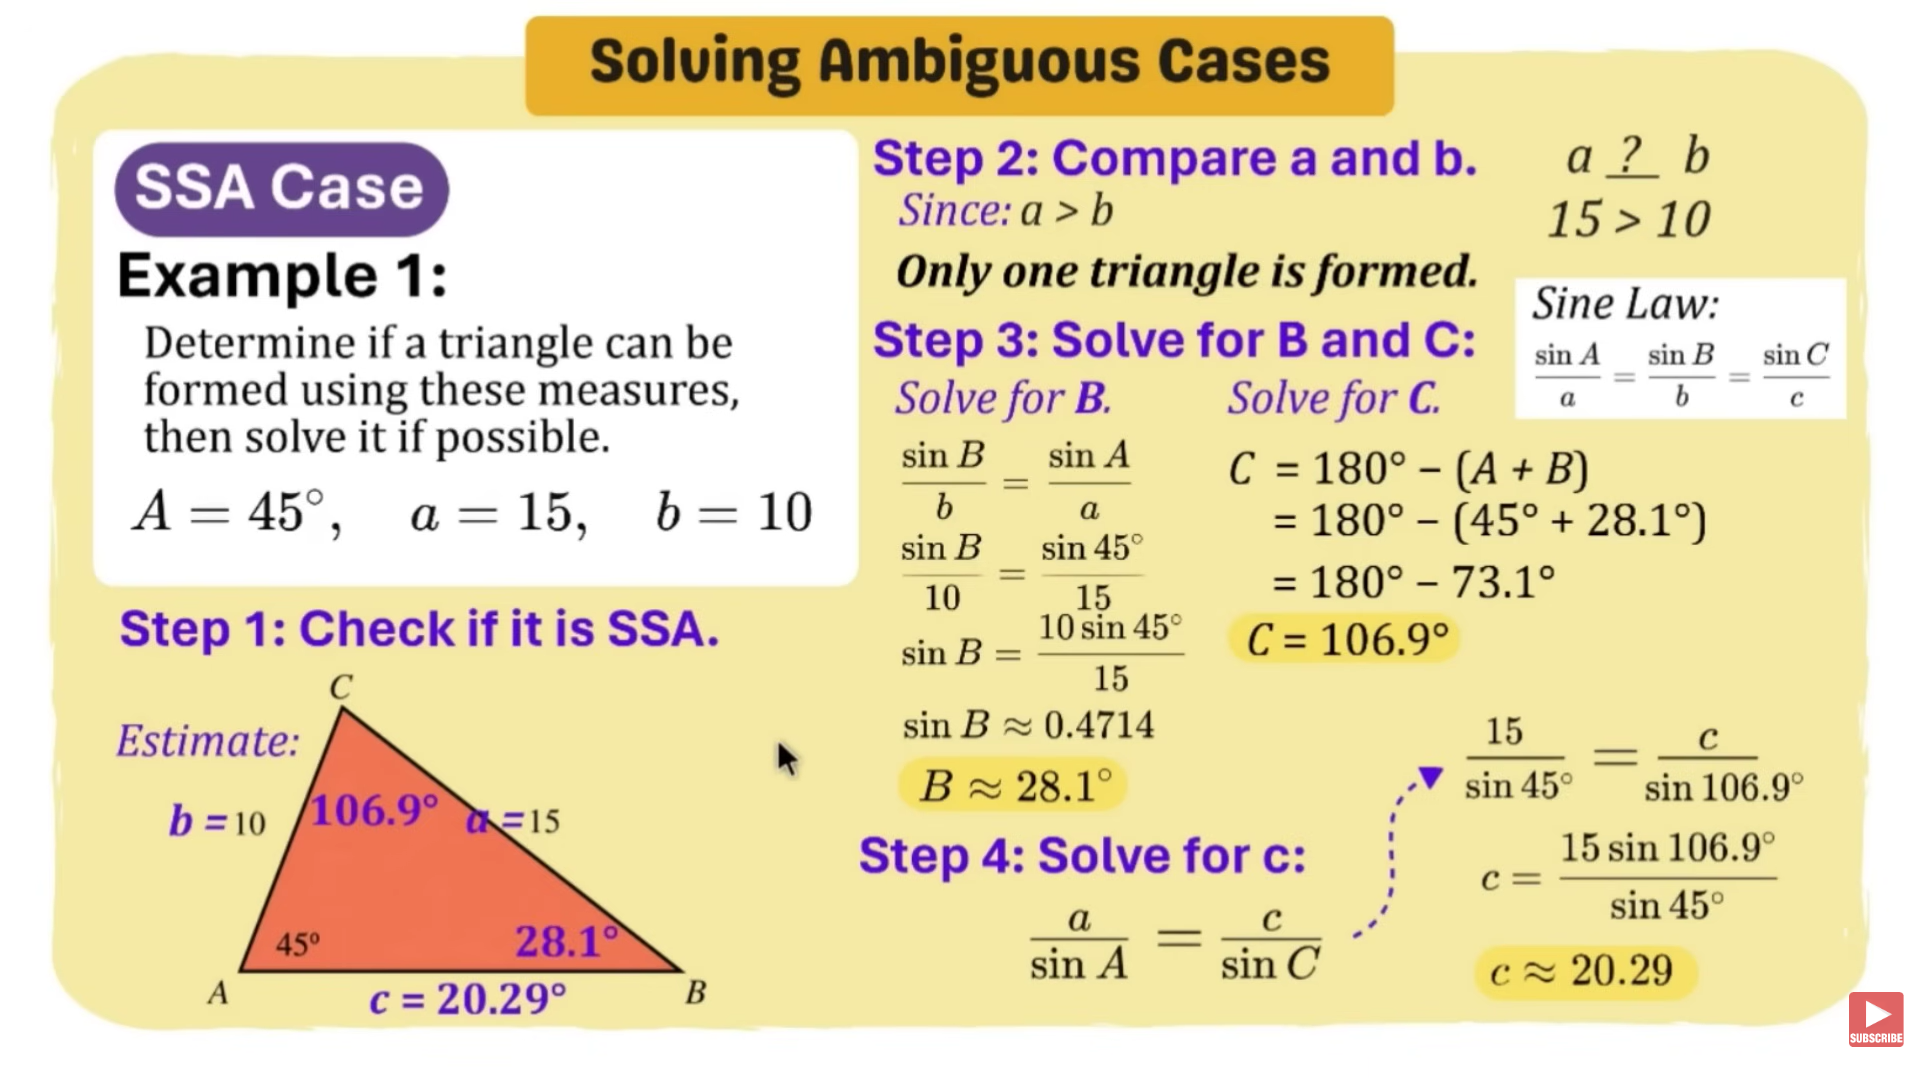 Solving Ambiguous Cases
SSA Case
Example 1:
Determine if a triangle can be
formed using these measures,
then solve it if possible.
A = 45°, a = 15, b = 10
Step 1: Check if it is SSA.
Estimate:
C
b = 10
106.9°
a = 15
45°
28.1°
A
B
c = 20.29°
Step 2: Compare a and b.
a ? b
Since: a > b
15 > 10
Only one triangle is formed.
Sine Law:
sin A / a = sin B / b = sin C / c
Step 3: Solve for B and C:
Solve for B.
sin B / b = sin A / a
sin B / 10 = sin 45° / 15
sin B = 10 sin 45° / 15
sin B ≈ 0.4714
B ≈ 28.1°
Solve for C.
C = 180° – (A + B)
= 180° – (45° + 28.1°)
= 180° – 73.1°
C = 106.9°
Step 4: Solve for c:
a / sin A = c / sin C
15 / sin 45° = c / sin 106.9°
c = 15 sin 106.9° / sin 45°
c ≈ 20.29
SUBSCRIBE